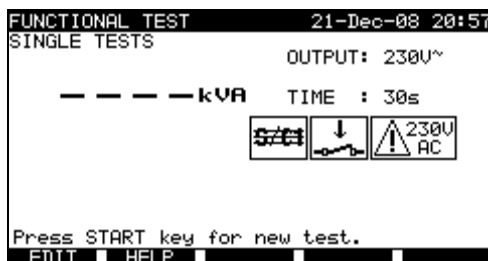 FUNCTIONAL TEST 21-Dec-08 20:57
SINGLE TESTS
OUTPUT: 230V~
----kVA TIME : 30s
230V
AC
Press START key for new test.
EDIT HELP